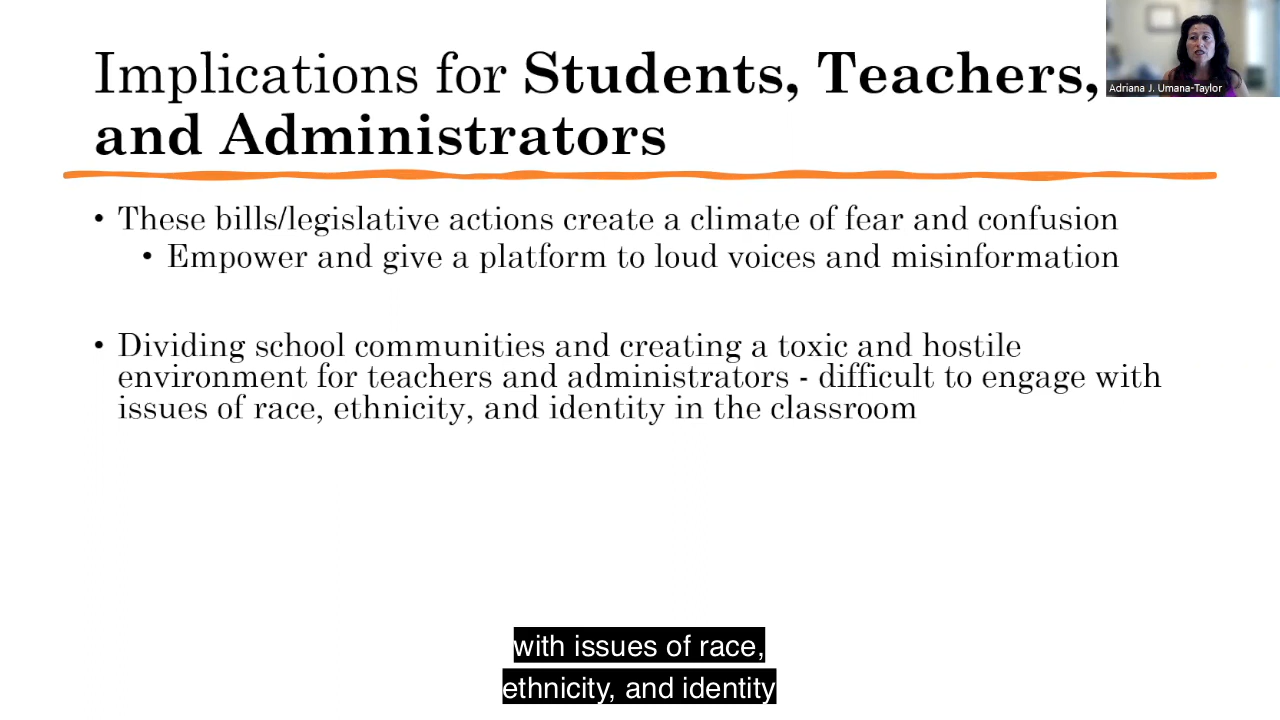 Implications for Students, Teachers,
and Administrators
Adriana J. Umana-Taylor
• These bills/legislative actions create a climate of fear and confusion
• Empower and give a platform to loud voices and misinformation
• Dividing school communities and creating a toxic and hostile
environment for teachers and administrators - difficult to engage with
issues of race, ethnicity, and identity in the classroom
with issues of race,
ethnicity, and identity